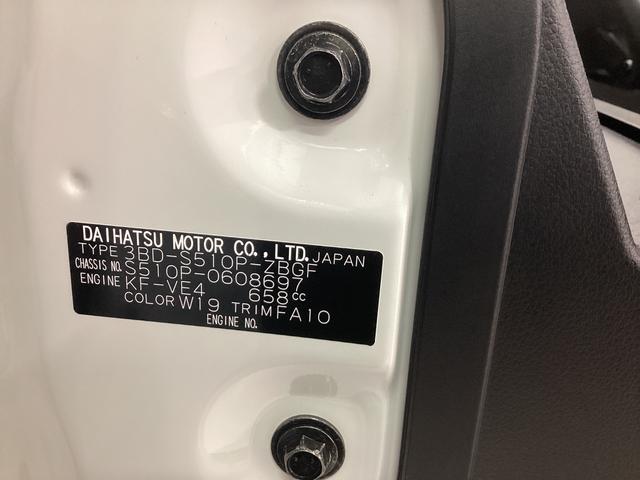 DAIHATSU MOTOR CO.,LTD. JAPAN
TYPE 3BD-S510P-ZBGF
CHASSIS NO. S510P-0608697
ENGINE KF-VE4 658cc
COLOR W19 TRIM FA10
ENGINE NO.